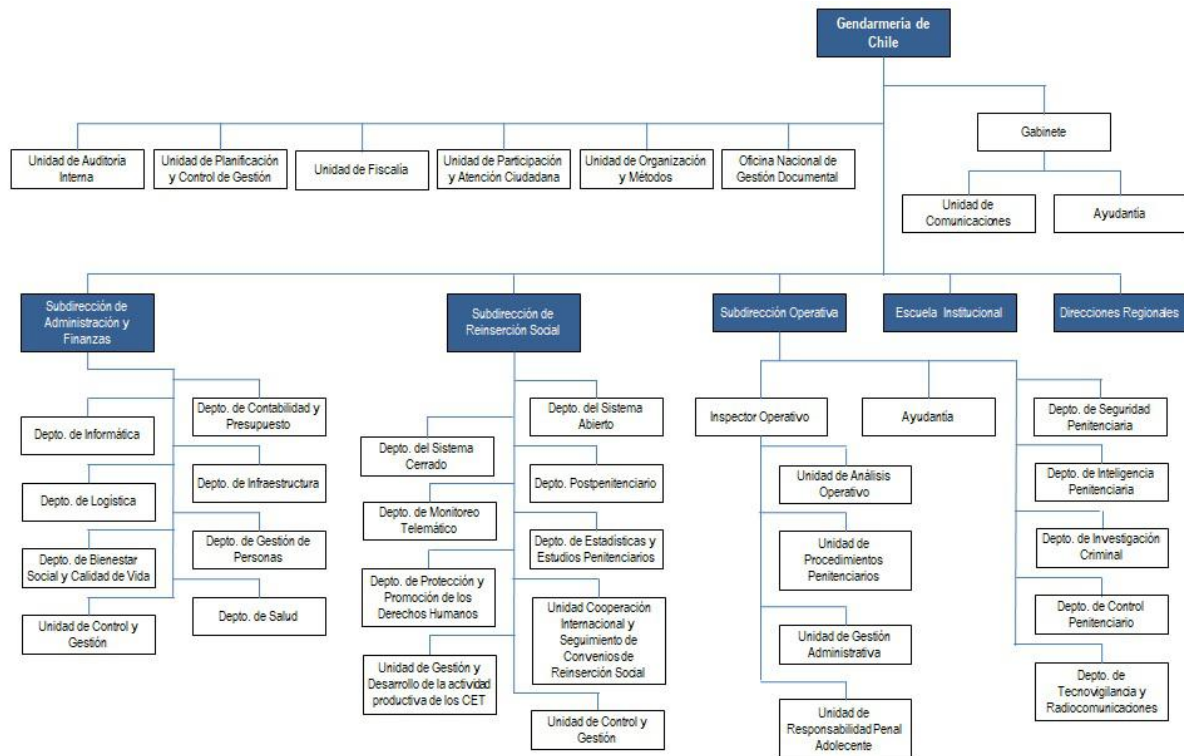 Gendarmería de
Chile
Gabinete
Unidad de Auditoría
Interna
Unidad de Planificación
y Control de Gestión
Unidad de Fiscalía
Unidad de Participación
y Atención Ciudadana
Unidad de Organización
y Métodos
Oficina Nacional de
Gestión Documental
Unidad de
Comunicaciones
Ayudantía
Subdirección de
Administración y
Finanzas
Subdirección de
Reinserción Social
Subdirección Operativa
Escuela Institucional
Direcciones Regionales
Depto. de Contabilidad y
Presupuesto
Depto. de Informática
Depto. de Infraestructura
Depto. de Logística
Depto. de Gestión de
Personas
Depto. de Bienestar
Social y Calidad de Vida
Depto. de Salud
Unidad de Control y
Gestión
Depto. del Sistema
Abierto
Depto. del Sistema
Cerrado
Depto. Postpenitenciario
Depto. de Monitoreo
Telemático
Depto. de Estadísticas y
Estudios Penitenciarios
Depto. de Protección y
Promoción de los
Derechos Humanos
Unidad Cooperación
Internacional y
Seguimiento de
Convenios de
Reinserción Social
Unidad de Gestión y
Desarrollo de la actividad
productiva de los CET
Unidad de Control y
Gestión
Inspector Operativo
Ayudantía
Unidad de Análisis
Operativo
Unidad de
Procedimientos
Penitenciarios
Unidad de Gestión
Administrativa
Unidad de
Responsabilidad Penal
Adolecente
Depto. de Seguridad
Penitenciaria
Depto. de Inteligencia
Penitenciaria
Depto. de Investigación
Criminal
Depto. de Control
Penitenciario
Depto. de
Tecnovigilancia y
Radiocomunicaciones